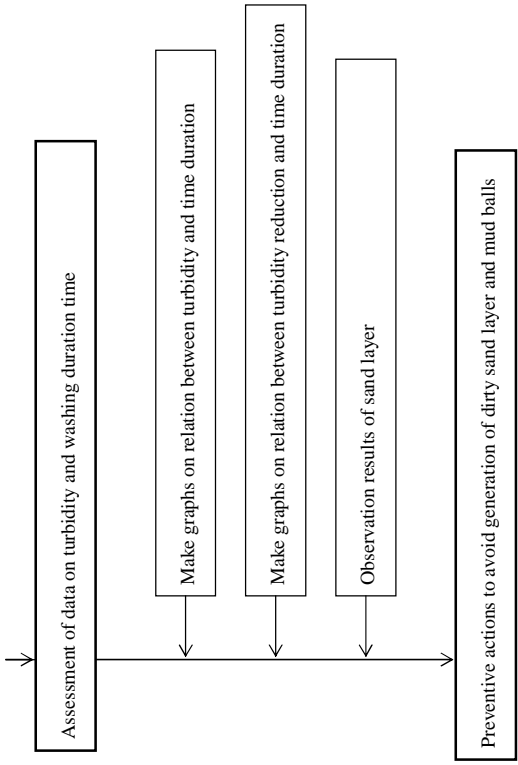 Assessment of data on turbidity and washing duration time
Make graphs on relation between turbidity and time duration
Make graphs on relation between turbidity reduction and time duration
Observation results of sand layer
Preventive actions to avoid generation of dirty sand layer and mud balls